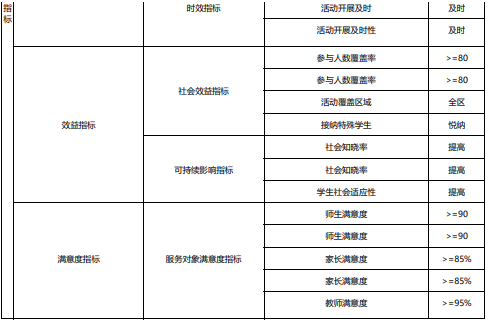 指标
时效指标 活动开展及时 及时
活动开展及时性 及时
效益指标 社会效益指标 参与人数覆盖率 >=80
参与人数覆盖率 >=80
活动覆盖区域 全区
接纳特殊学生 悦纳
可持续影响指标 社会知晓率 提高
社会知晓率 提高
学生社会适应性 提高
满意度指标 服务对象满意度指标 师生满意度 >=90
师生满意度 >=90
家长满意度 >=85%
家长满意度 >=85%
教师满意度 >=95%